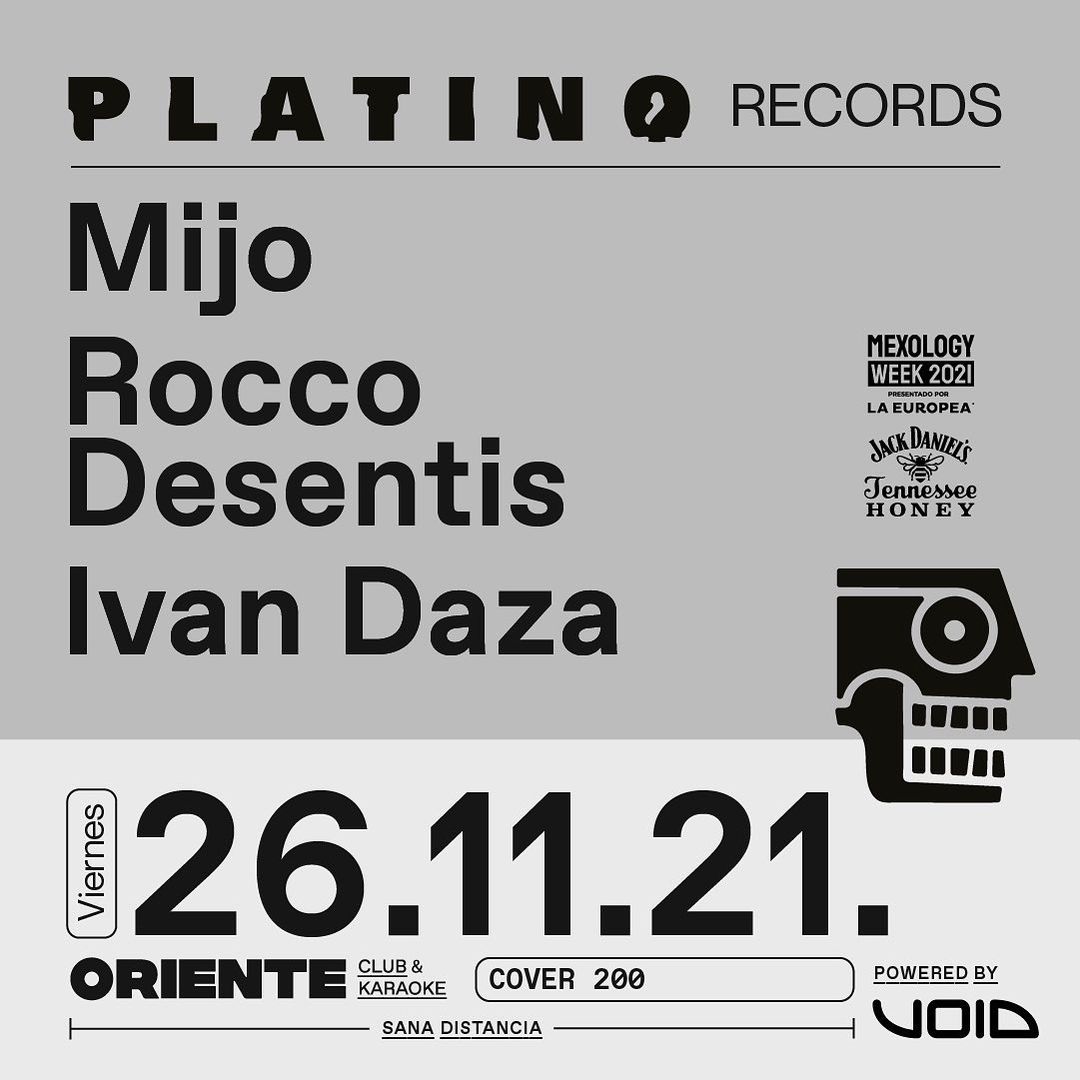 PLATINO RECORDS
Mijo
Rocco
Desentis
Ivan Daza
MEXOLOGY
WEEK 2021
PRESENTADO POR
LA EUROPEA
JACK DANIEL'S
Tennessee
HONEY
Viernes
26.11.21.
ORIENTE
CLUB &
KARAOKE
COVER 200
POWERED BY
VOID
SANA DISTANCIA